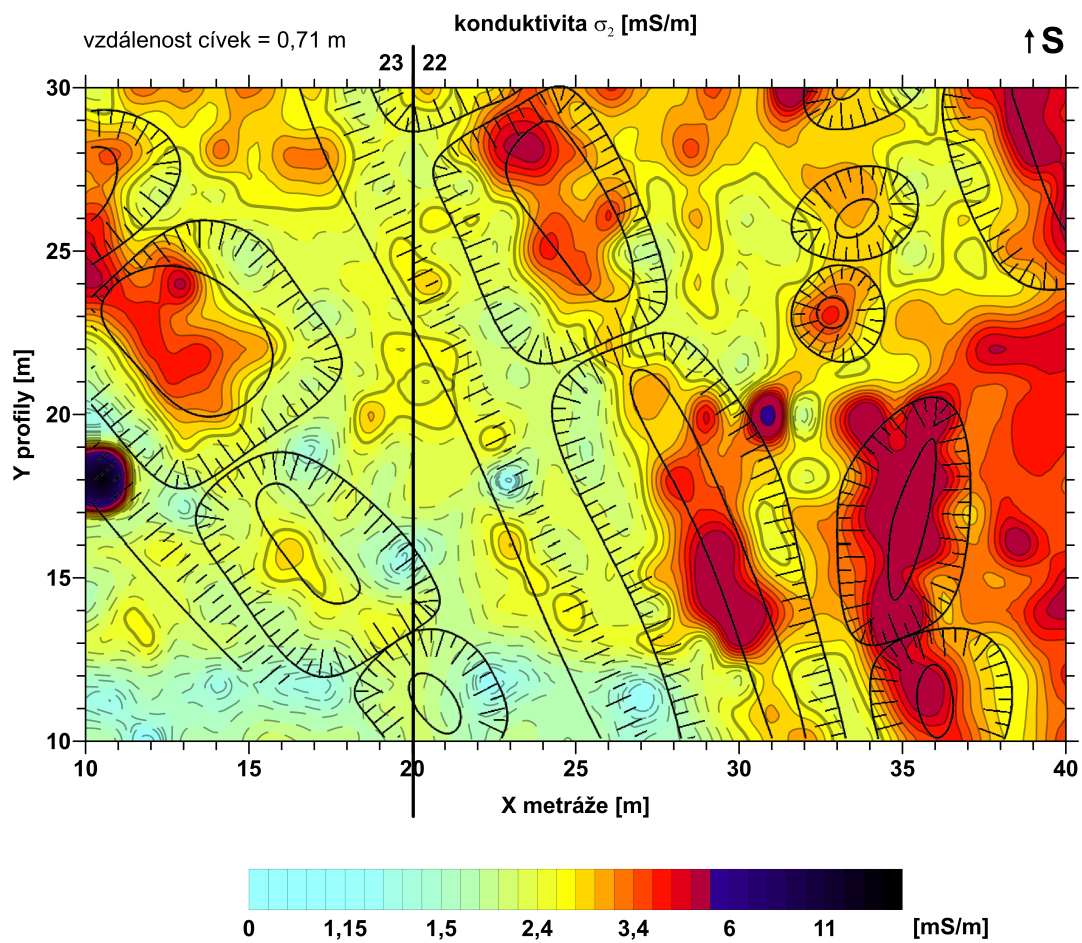 konduktivita σ₂ [mS/m]
vzdálenost cívek = 0,71 m
↑ S
23 22
30
25
20
15
10
Y profily [m]
10 15 20 25 30 35 40
X metráže [m]
0 1,15 1,5 2,4 3,4 6 11 [mS/m]